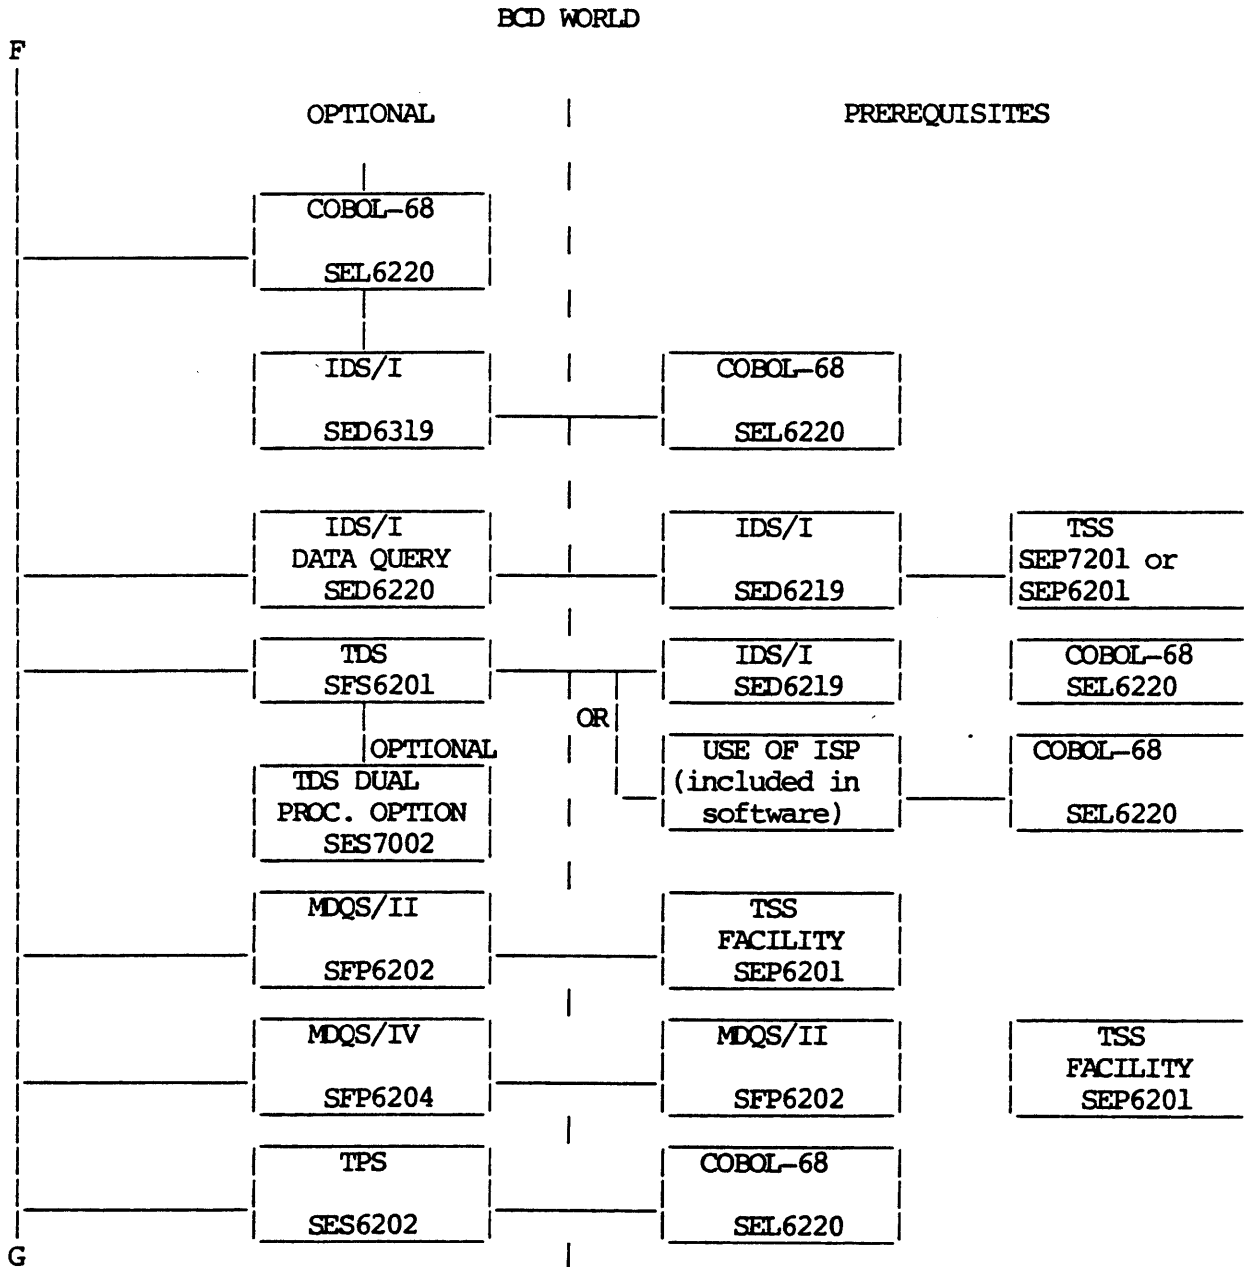 BCD WORLD
F
OPTIONAL
PREREQUISITES
COBOL-68
SEL6220
IDS/I
SED6319
COBOL-68
SEL6220
IDS/I
DATA QUERY
SED6220
IDS/I
SED6219
TSS
SEP7201 or
SEP6201
TDS
SFS6201
IDS/I
SED6219
COBOL-68
SEL6220
OR
OPTIONAL
TDS DUAL
PROC. OPTION
SES7002
USE OF ISP
(included in
software)
COBOL-68
SEL6220
MDQS/II
SFP6202
TSS
FACILITY
SEP6201
MDQS/IV
SFP6204
MDQS/II
SFP6202
TSS
FACILITY
SEP6201
TPS
SES6202
COBOL-68
SEL6220
G